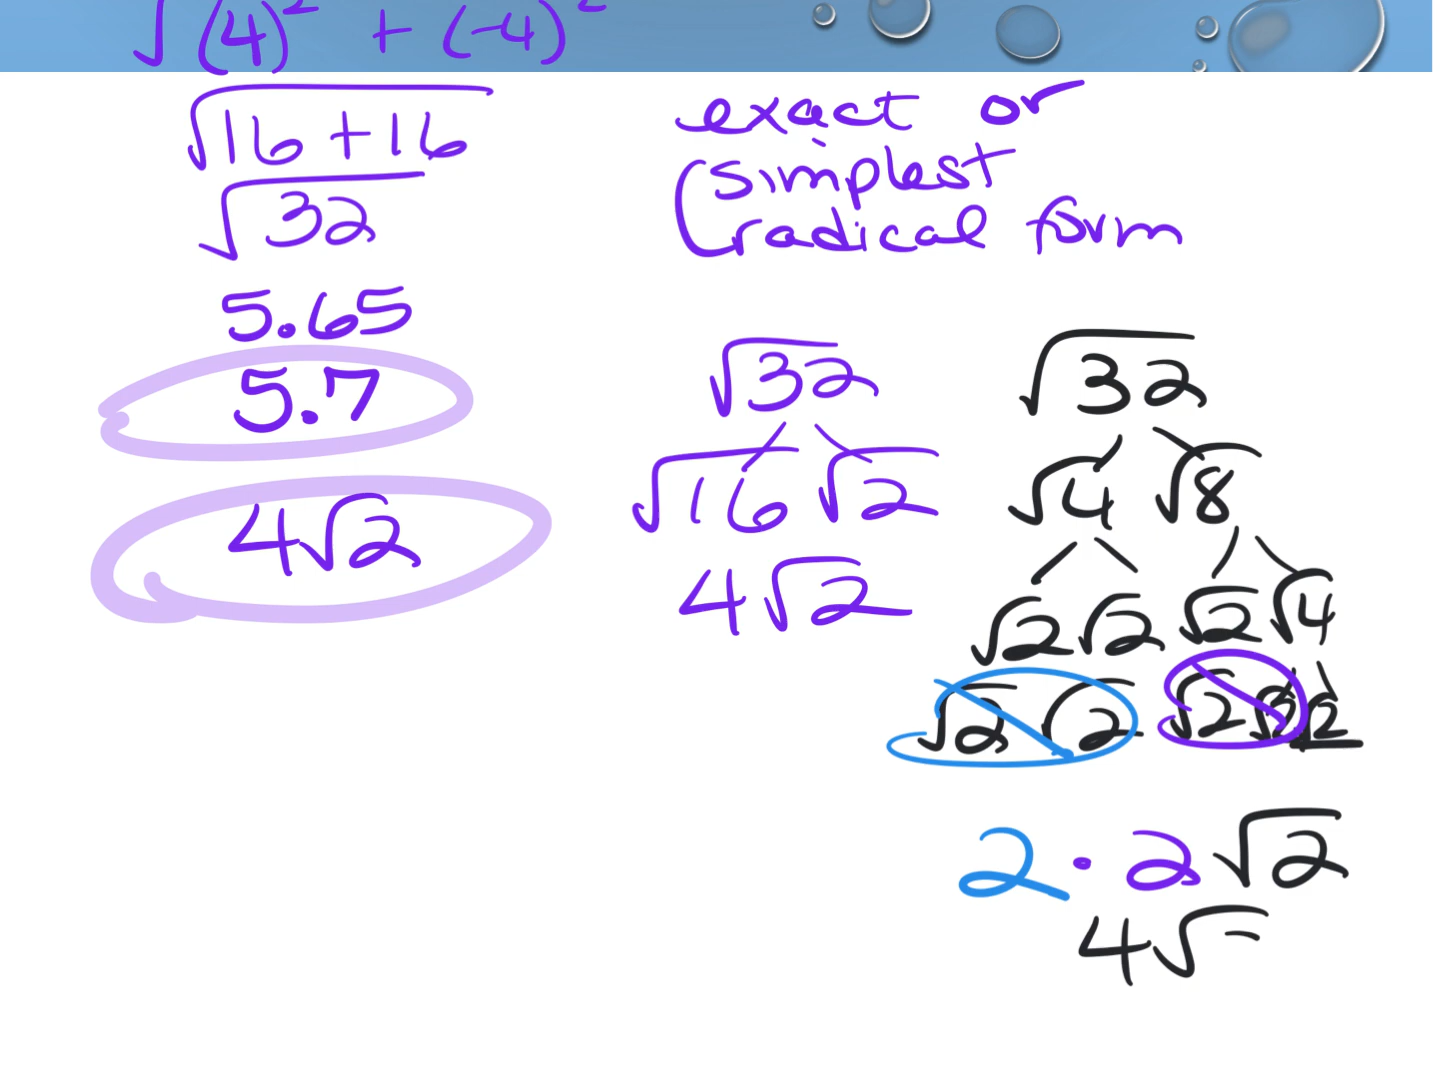 √(4)² + (-4)²
√16 + 16
√32
5.65
5.7
4√2
exact or
(simplest
radical form
√32
√16 √2
4√2
√32
√4 √8
√2 √2 √2 √4
√2 √2 √2 √2 √2
2 · 2 √2
4√